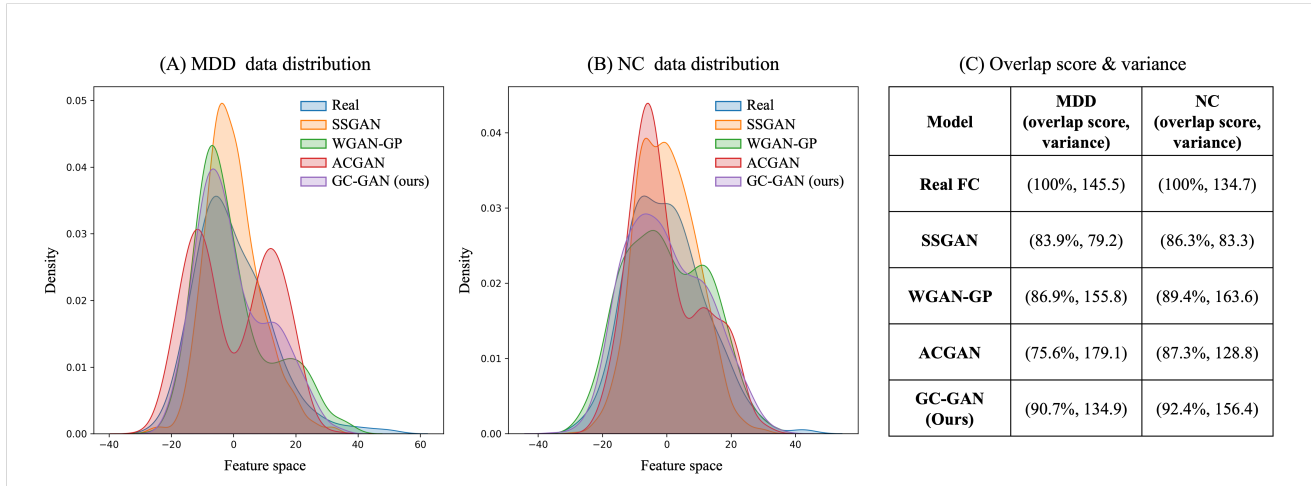 (A) MDD data distribution
0.05
0.04
0.03
0.02
0.01
0.00
Density
−40
−20
0
20
40
60
Feature space
Real
SSGAN
WGAN-GP
ACGAN
GC-GAN (ours)
(B) NC data distribution
0.04
0.03
0.02
0.01
0.00
Density
−40
−20
0
20
40
Feature space
Real
SSGAN
WGAN-GP
ACGAN
GC-GAN (ours)
(C) Overlap score & variance
Model
MDD
(overlap score,
variance)
NC
(overlap score,
variance)
Real FC
(100%, 145.5)
(100%, 134.7)
SSGAN
(83.9%, 79.2)
(86.3%, 83.3)
WGAN-GP
(86.9%, 155.8)
(89.4%, 163.6)
ACGAN
(75.6%, 179.1)
(87.3%, 128.8)
GC-GAN
(Ours)
(90.7%, 134.9)
(92.4%, 156.4)